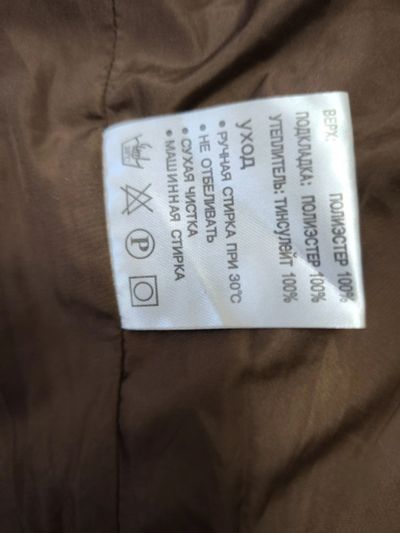 ВЕРХ: ПОЛИЭСТЕР 100%
ПОДКЛАДКА: ПОЛИЭСТЕР 100%
УТЕПЛИТЕЛЬ: ТИНСУЛЕЙТ 100%
УХОД
• РУЧНАЯ СТИРКА ПРИ 30°C
• НЕ ОТБЕЛИВАТЬ
• СУХАЯ ЧИСТКА
• МАШИННАЯ СТИРКА
P